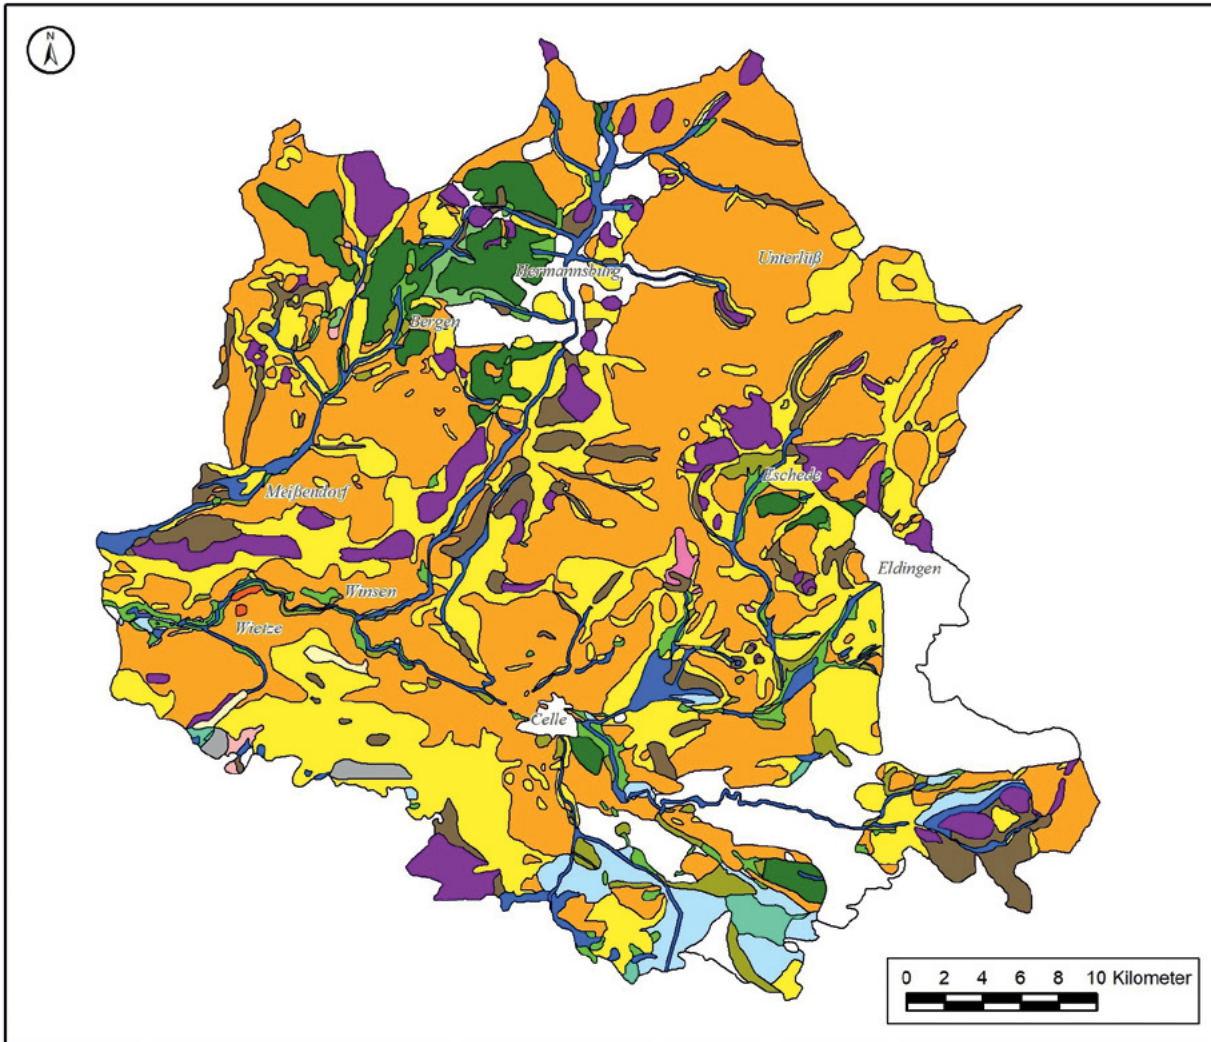 N
Unterlüß
Hermannsburg
Bergen
Eschede
Meißendorf
Eldingen
Winsen
Wietze
Celle
0 2 4 6 8 10 Kilometer